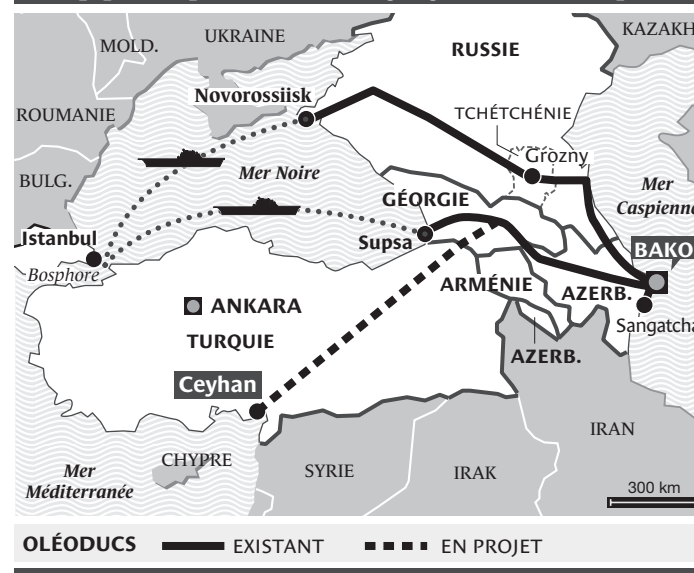 UKRAINE
MOLD.
RUSSIE
KAZAKH
Novorossiisk
ROUMANIE
TCHÉTCHÉNIE
Grozny
Mer Noire
BULG.
Mer
Caspienne
GÉORGIE
Istanbul
Supsa
BAKO
Bosphore
ARMÉNIE
AZERB.
ANKARA
Sangatcha
TURQUIE
AZERB.
Ceyhan
IRAN
CHYPRE
SYRIE
IRAK
Mer
Méditerranée
300 km
OLÉODUCS EXISTANT EN PROJET